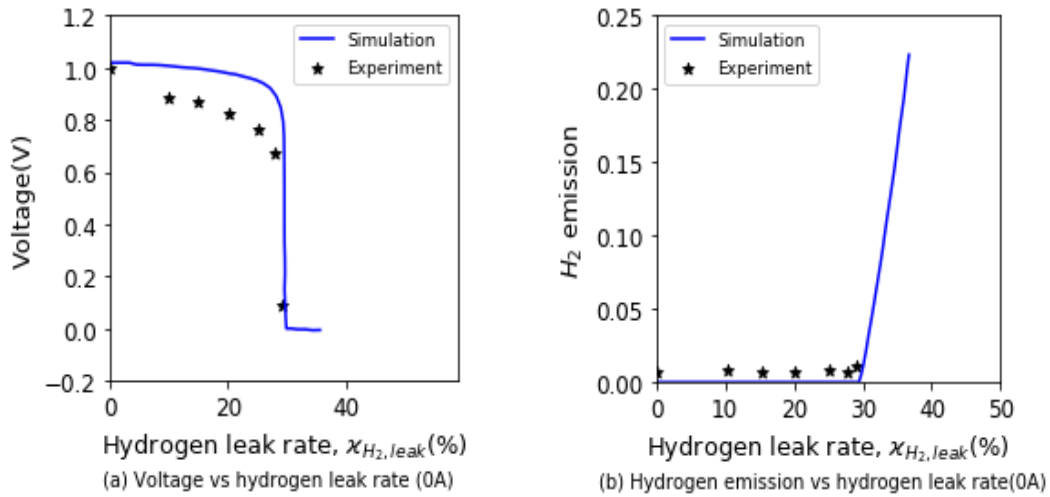 1.2
1.0
0.8
0.6
0.4
0.2
0.0
−0.2
Voltage(V)
Simulation
Experiment
0 20 40
Hydrogen leak rate, x_{H_2,leak}(%)
(a) Voltage vs hydrogen leak rate (0A)
0.25
0.20
0.15
0.10
0.05
0.00
H_2 emission
Simulation
Experiment
0 10 20 30 40 50
Hydrogen leak rate, x_{H_2,leak}(%)
(b) Hydrogen emission vs hydrogen leak rate(0A)